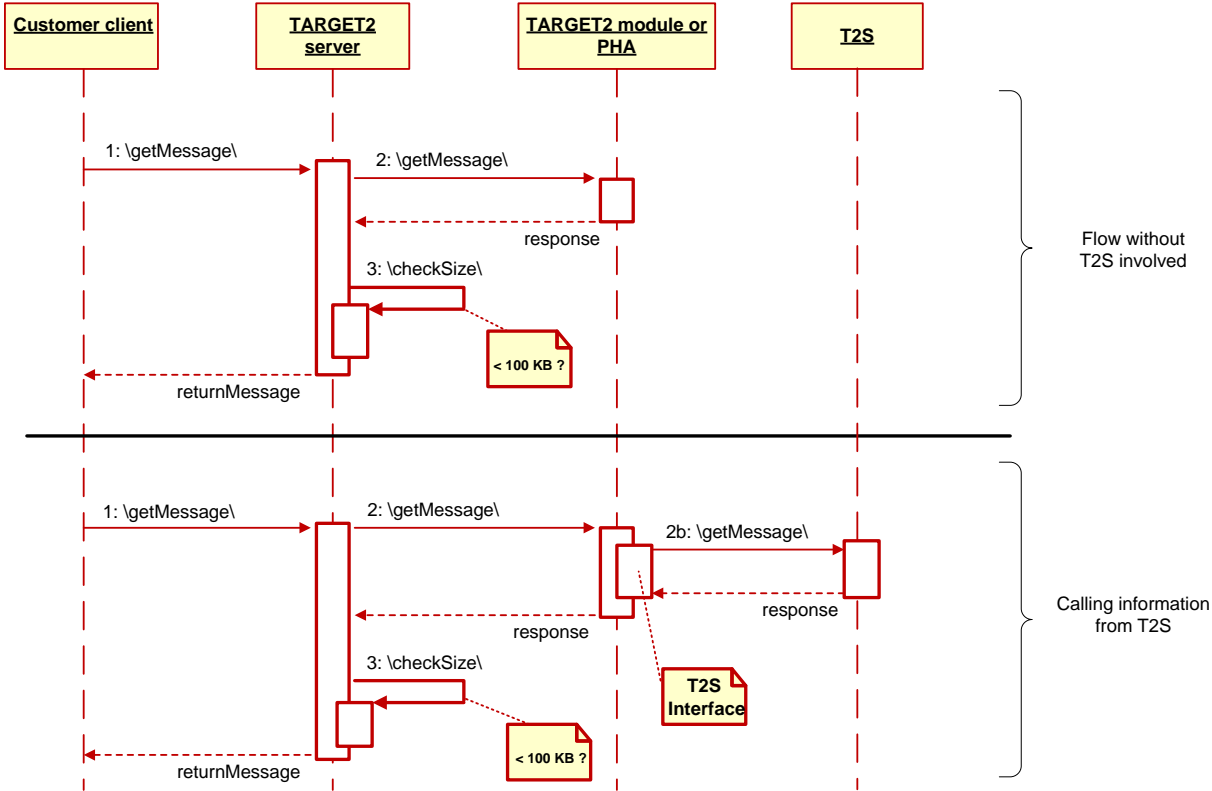 Customer client
TARGET2
server
TARGET2 module or
PHA
T2S
1: \getMessage\
2: \getMessage\
response
3: \checkSize\
< 100 KB ?
returnMessage
Flow without
T2S involved
1: \getMessage\
2: \getMessage\
2b: \getMessage\
response
response
3: \checkSize\
T2S
Interface
< 100 KB ?
returnMessage
Calling information
from T2S